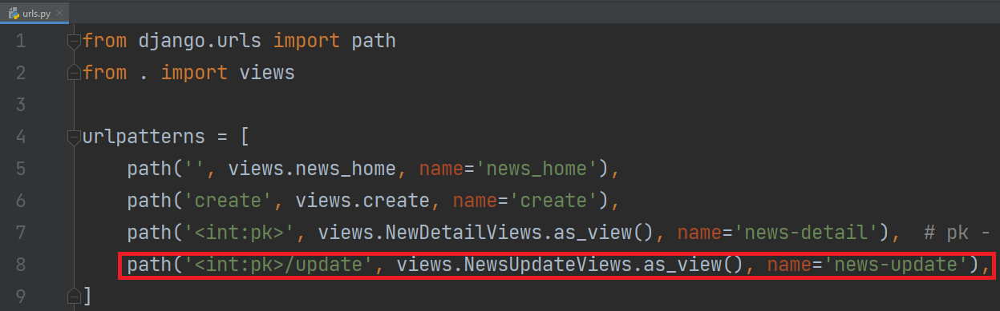 urls.py
1 from django.urls import path
2 from . import views
3
4 urlpatterns = [
5     path('', views.news_home, name='news_home'),
6     path('create', views.create, name='create'),
7     path('<int:pk>', views.NewDetailViews.as_view(), name='news-detail'),  # pk -
8     path('<int:pk>/update', views.NewsUpdateViews.as_view(), name='news-update'),
9 ]